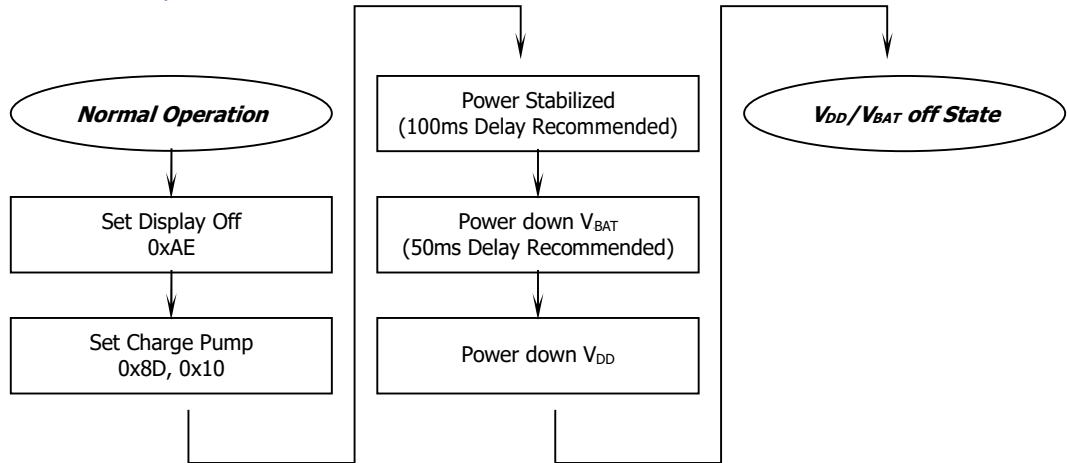 Normal Operation
Set Display Off
0xAE
Set Charge Pump
0x8D, 0x10
Power Stabilized
(100ms Delay Recommended)
Power down VBAT
(50ms Delay Recommended)
Power down VDD
VDD/VBAT off State